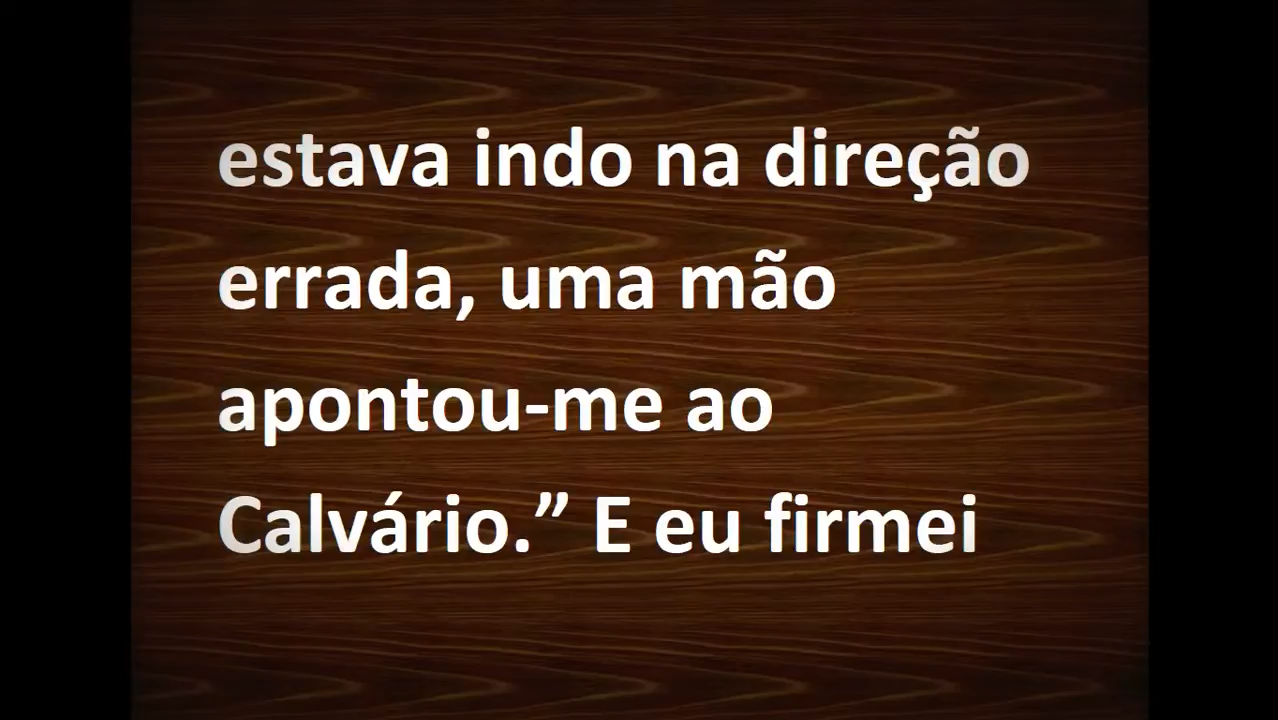 estava indo na direção
errada, uma mão
apontou-me ao
Calvário.” E eu firmei